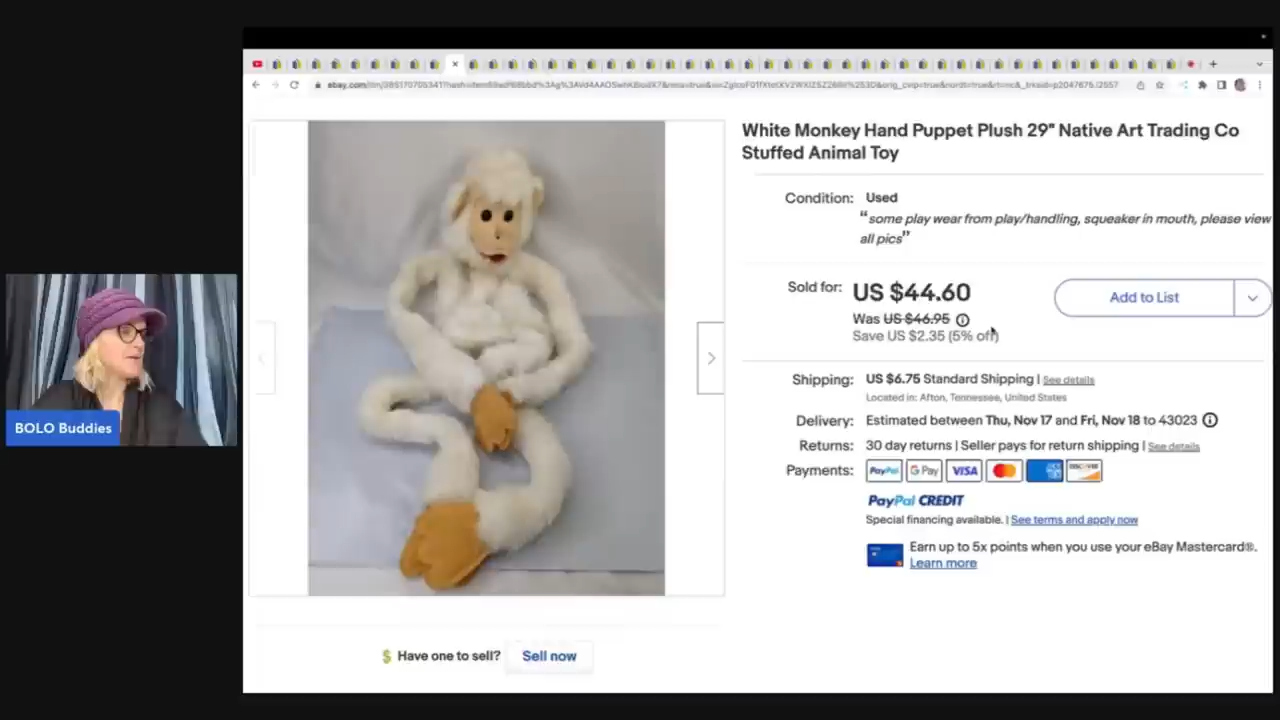 White Monkey Hand Puppet Plush 29" Native Art Trading Co
Stuffed Animal Toy
Condition: Used
“some play wear from play/handling, squeaker in mouth, please view
all pics”
Sold for: US $44.60
Add to List
Was US $46.95
Save US $2.35 (5% off)
Shipping: US $6.75 Standard Shipping | See details
Located in: Afton, Tennessee, United States
Delivery: Estimated between Thu, Nov 17 and Fri, Nov 18 to 43023
Returns: 30 day returns | Seller pays for return shipping | See details
Payments: PayPal G Pay VISA
DISCOVER
PayPal CREDIT
Special financing available. | See terms and apply now
Earn up to 5x points when you use your eBay Mastercard®.
Learn more
BOLO Buddies
$ Have one to sell? Sell now